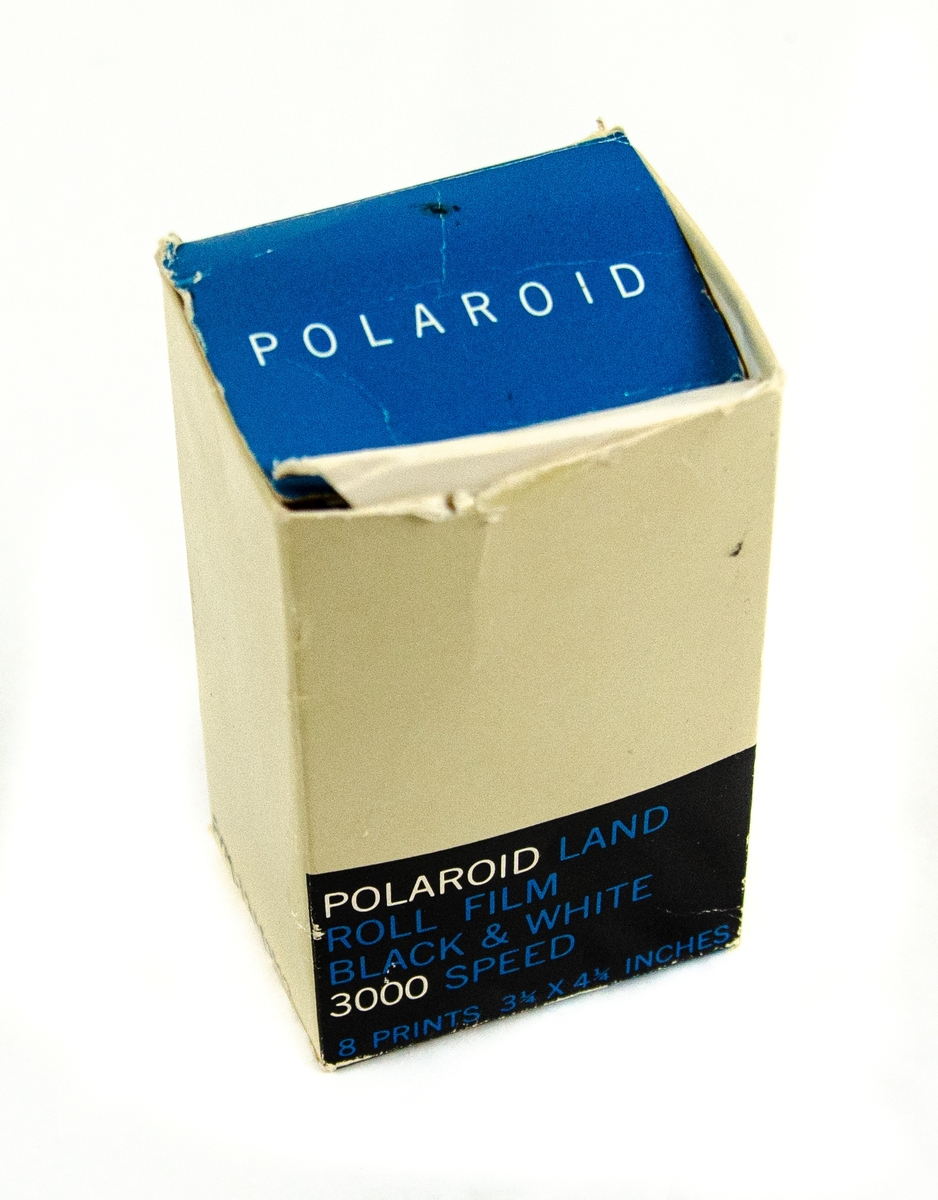 POLAROID
POLAROID LAND
ROLL FILM
BLACK & WHITE
3000 SPEED
8 PRINTS 3¼ X 4¼ INCHES